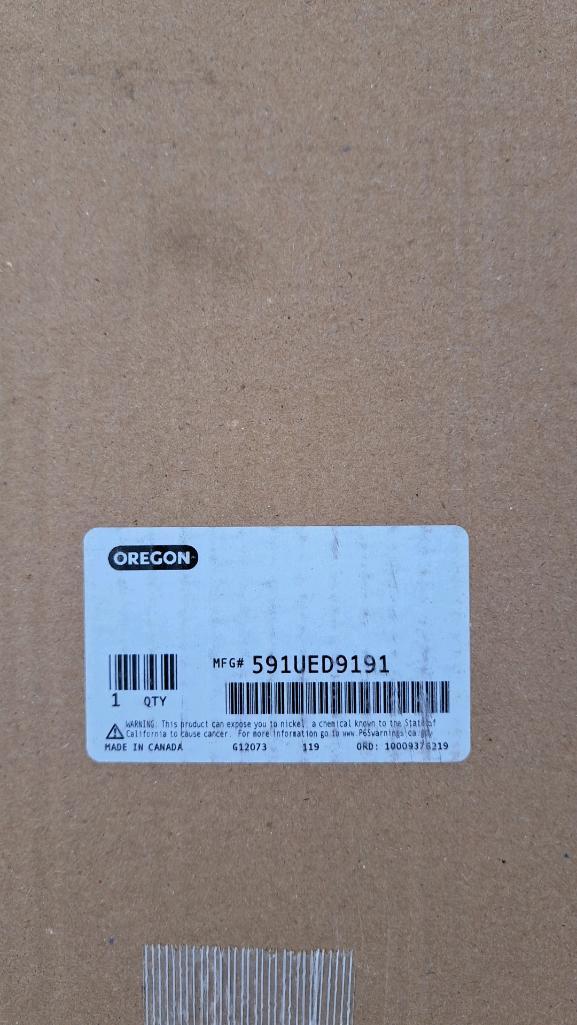 OREGON
MFG# 591UED9191
1 QTY
WARNING: This product can expose you to nickel, a chemical known to the State of
California to cause cancer. For more information go to www.P65warnings.ca.gov
MADE IN CANADA G12073 119 ORD: 10009376219